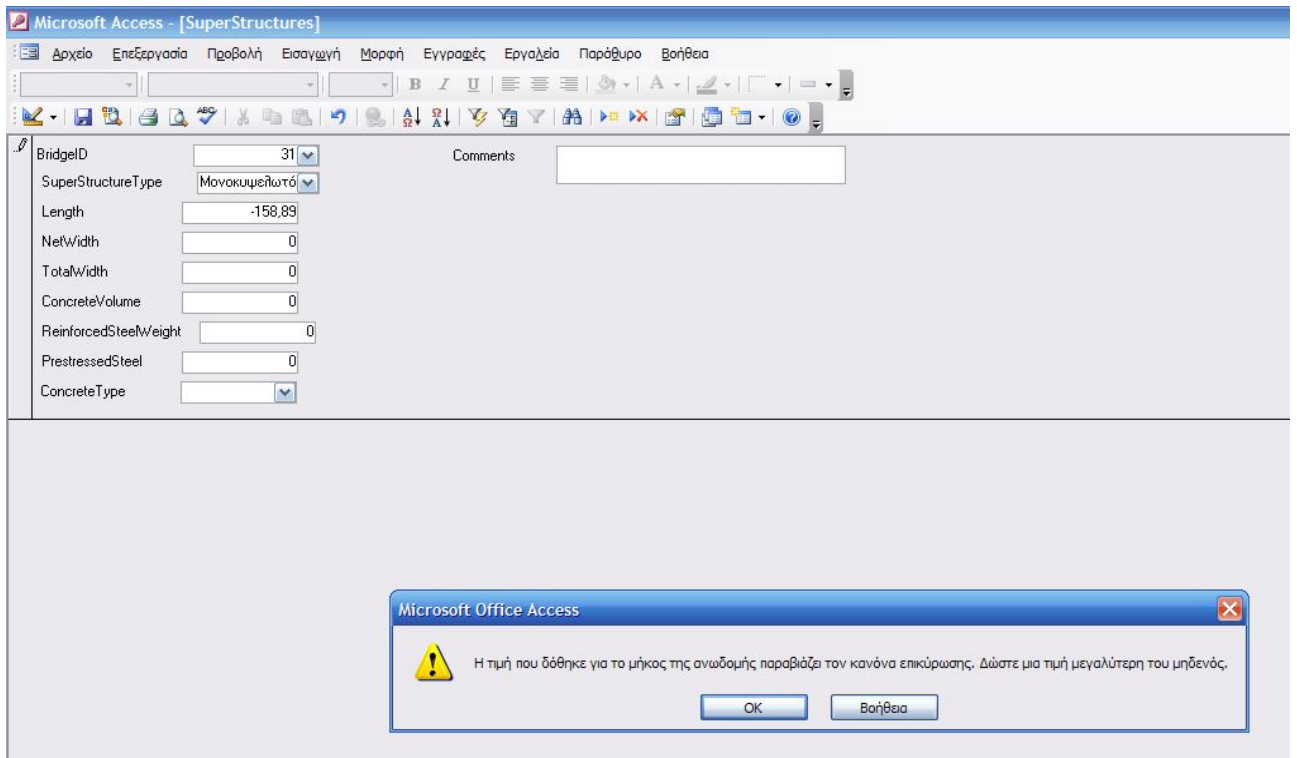 Microsoft Access - [SuperStructures]
Αρχείο Επεξεργασία Προβολή Εισαγωγή Μορφή Εγγραφές Εργαλεία Παράθυρο Βοήθεια
B I U A
ABC
BridgeID 31 Comments
SuperStructureType Μονοκυψελωτό
Length -158,89
NetWidth 0
TotalWidth 0
ConcreteVolume 0
ReinforcedSteelWeight 0
PrestressedSteel 0
ConcreteType
Microsoft Office Access
Η τιμή που δόθηκε για το μήκος της ανωδομής παραβιάζει τον κανόνα επικύρωσης. Δώστε μια τιμή μεγαλύτερη του μηδενός.
OK Βοήθεια